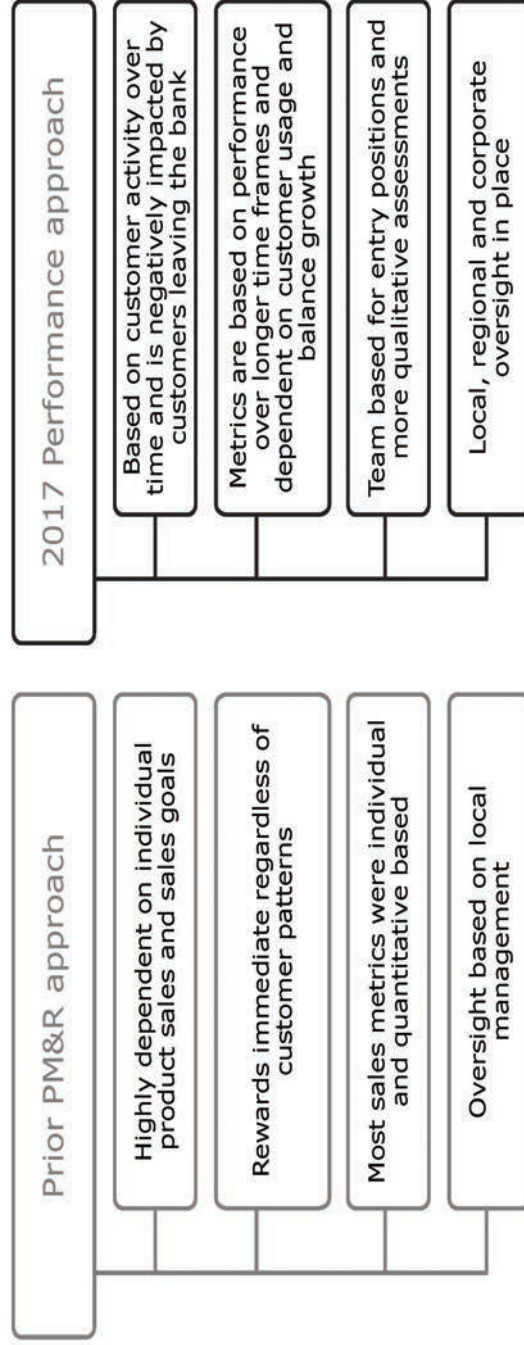 Prior PM&R approach
Highly dependent on individual
product sales and sales goals
Rewards immediate regardless of
customer patterns
Most sales metrics were individual
and quantitative based
Oversight based on local
management
2017 Performance approach
Based on customer activity over
time and is negatively impacted by
customers leaving the bank
Metrics are based on performance
over longer time frames and
dependent on customer usage and
balance growth
Team based for entry positions and
more qualitative assessments
Local, regional and corporate
oversight in place